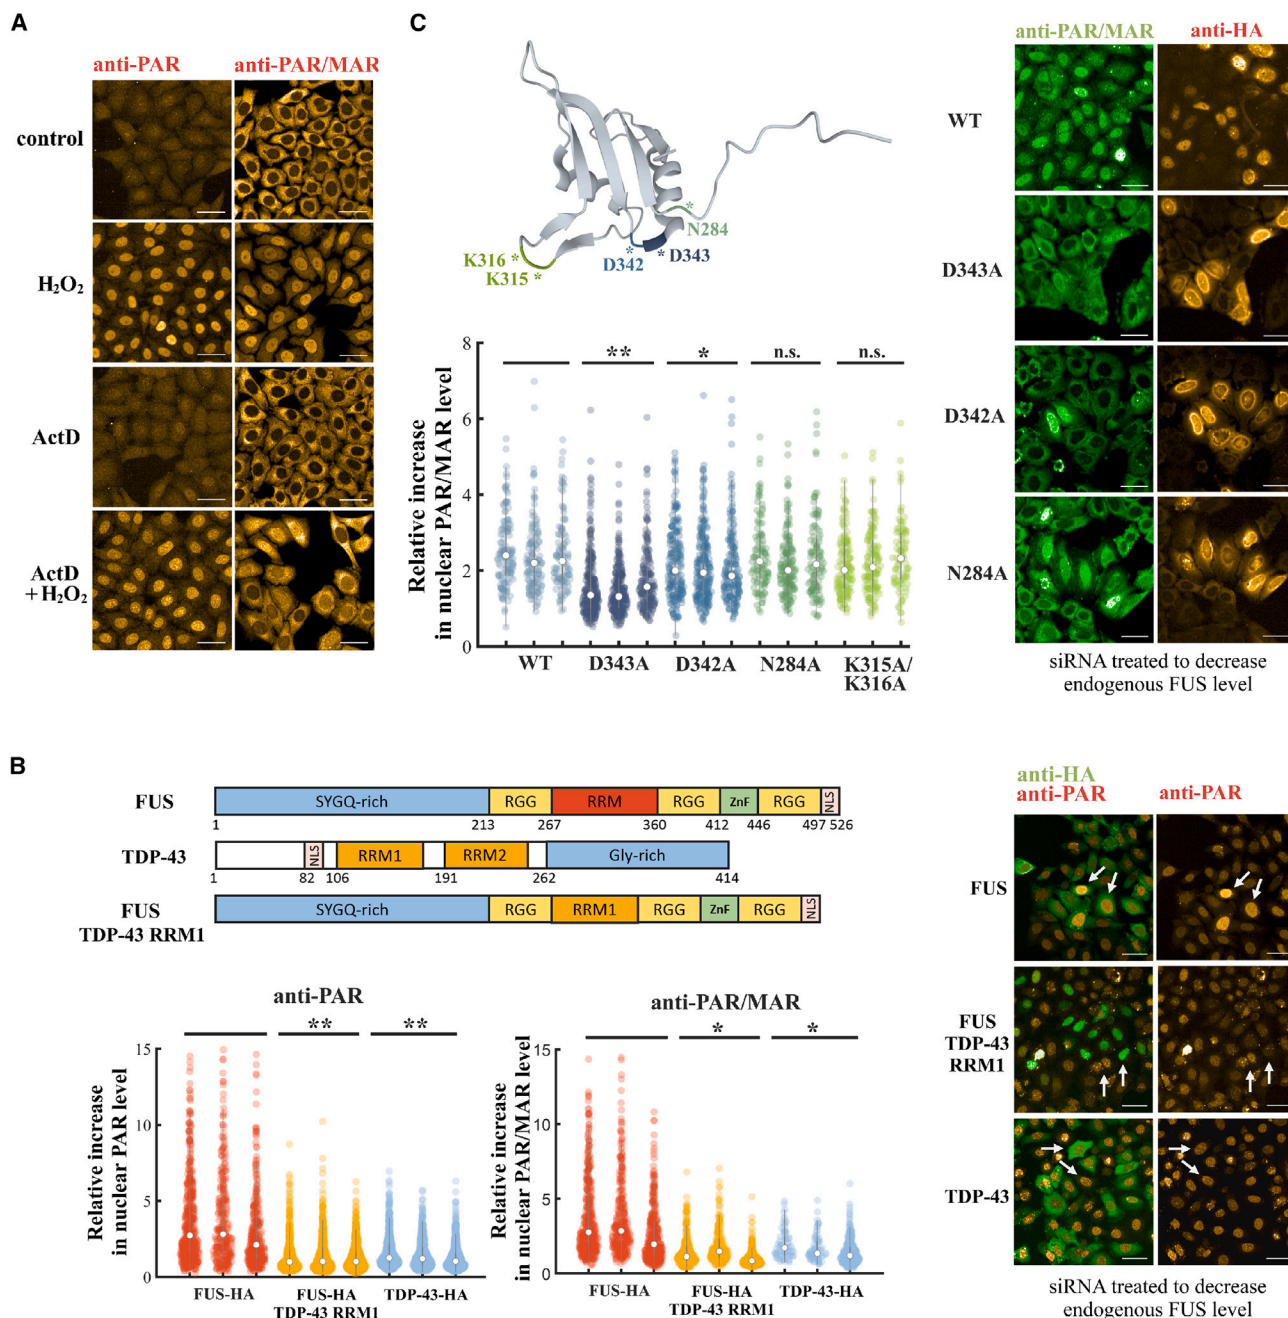 A
anti-PAR
anti-PAR/MAR
control
H₂O₂
ActD
ActD
+H₂O₂
C
N284
D342
D343
K316
K315
Relative increase
in nuclear PAR/MAR level
8
6
4
2
0
**
*
n.s.
n.s.
WT
D343A
D342A
N284A
K315A/
K316A
anti-PAR/MAR
anti-HA
WT
D343A
D342A
N284A
siRNA treated to decrease
endogenous FUS level
B
FUS
SYGQ-rich
RGG
RRM
RGG
ZnF
RGG
NLS
1
213
267
360
412
446
497
526
TDP-43
NLS
RRM1
RRM2
Gly-rich
1
82
106
191
262
414
FUS
TDP-43 RRM1
SYGQ-rich
RGG
RRM1
RGG
ZnF
RGG
NLS
anti-PAR
Relative increase
in nuclear PAR level
15
10
5
0
**
**
FUS-HA
FUS-HA
TDP-43 RRM1
TDP-43-HA
anti-PAR/MAR
Relative increase
in nuclear PAR/MAR level
15
10
5
0
*
*
FUS-HA
FUS-HA
TDP-43 RRM1
TDP-43-HA
anti-HA
anti-PAR
anti-PAR
FUS
FUS
TDP-43
RRM1
TDP-43
siRNA treated to decrease
endogenous FUS level